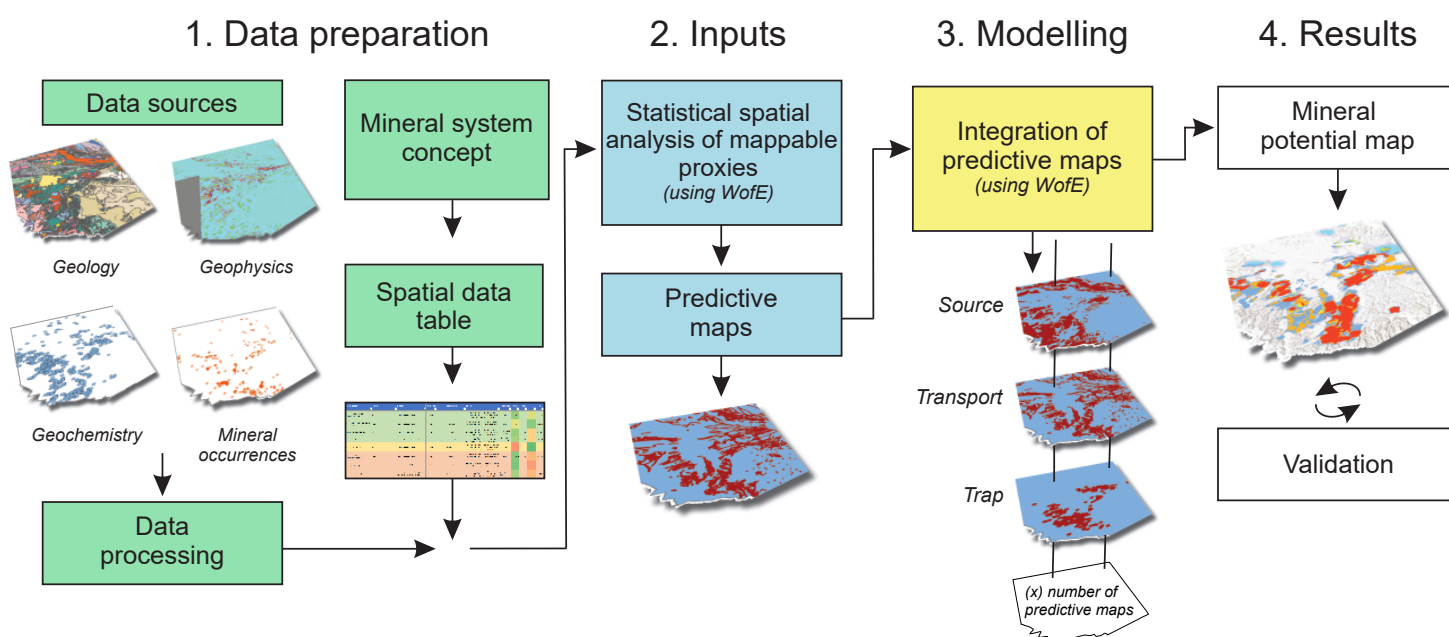 1. Data preparation
2. Inputs
3. Modelling
4. Results
Data sources
Geology
Geophysics
Geochemistry
Mineral
occurrences
Data
processing
Mineral system
concept
Spatial data
table
Statistical spatial
analysis of mappable
proxies
(using WofE)
Predictive
maps
Integration of
predictive maps
(using WofE)
Source
Transport
Trap
(x) number of
predictive maps
Mineral
potential map
Validation